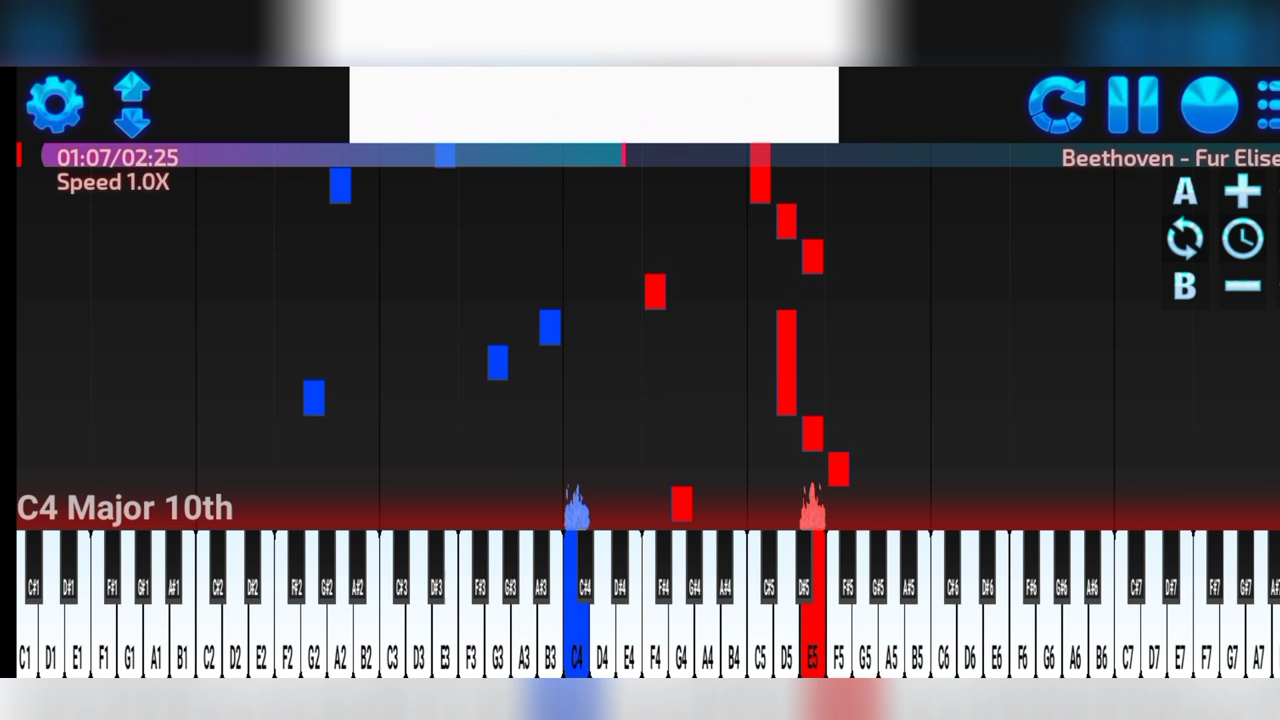 01:07/02:25
Beethoven - Fur Elise
Speed 1.0X
A
B
C4 Major 10th
C#1 D#1 F#1 G#1 A#1 C#2 D#2 F#2 G#2 A#2 C#3 D#3 F#3 G#3 A#3 C#4 D#4 F#4 G#4 A#4 C#5 D#5 F#5 G#5 A#5 C#6 D#6 F#6 G#6 A#6 C#7 D#7 F#7 G#7
C1 D1 E1 F1 G1 A1 B1 C2 D2 E2 F2 G2 A2 B2 C3 D3 E3 F3 G3 A3 B3 C4 D4 E4 F4 G4 A4 B4 C5 D5 E5 F5 G5 A5 B5 C6 D6 E6 F6 G6 A6 B6 C7 D7 E7 F7 G7 A7